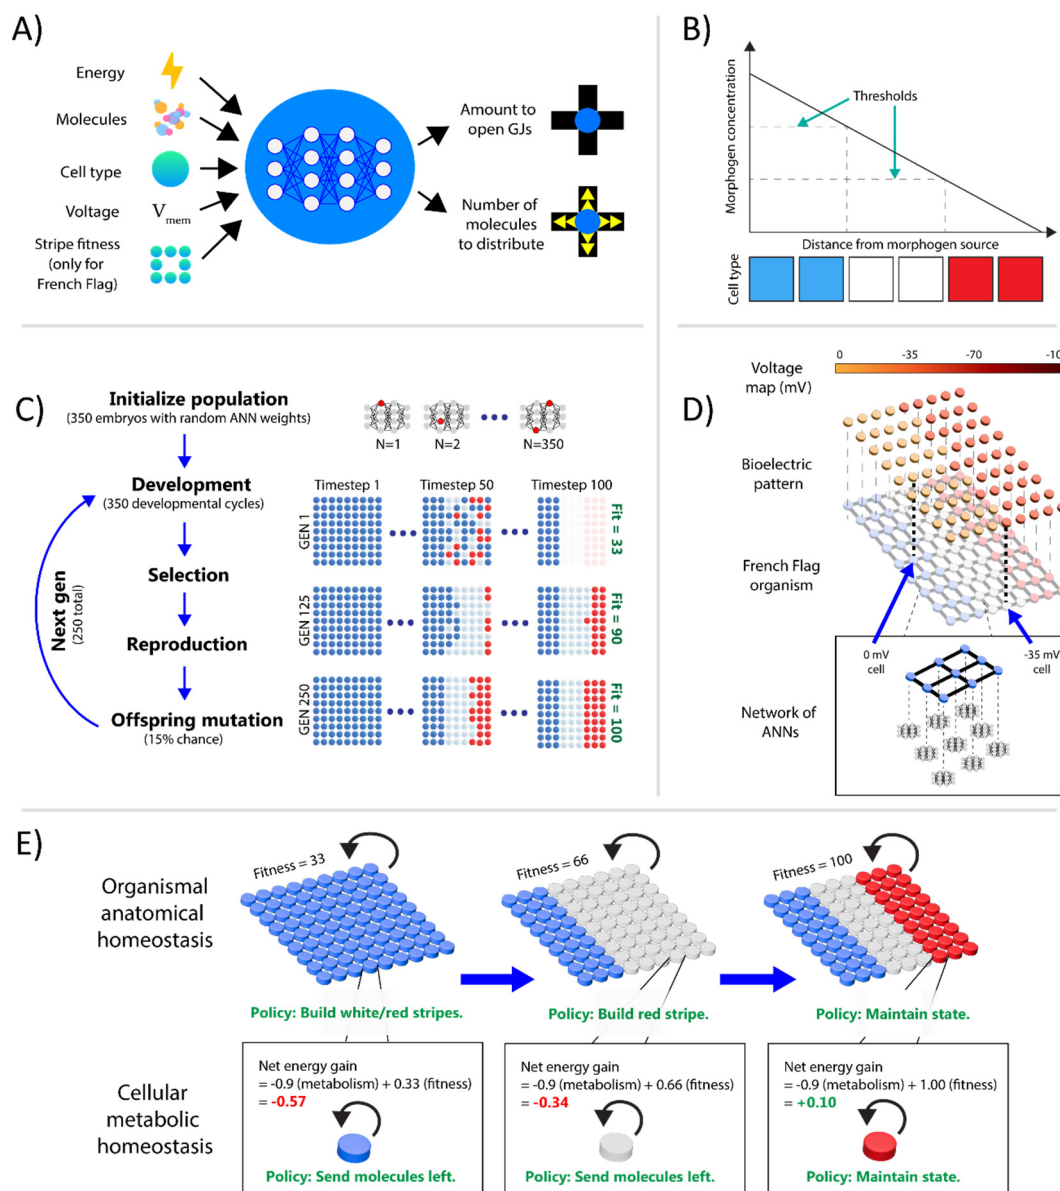 A)
Energy
Molecules
Cell type
Voltage
Vmem
Stripe fitness
(only for
French Flag)
Amount to
open GJs
Number of
molecules
to distribute
B)
Morphogen concentration
Thresholds
Distance from morphogen source
Cell type
C)
Initialize population
(350 embryos with random ANN weights)
N=1
N=2
N=350
Development
(350 developmental cycles)
Selection
Reproduction
Offspring mutation
(15% chance)
Next gen
(250 total)
Timestep 1
Timestep 50
Timestep 100
GEN 1
Fit = 33
GEN 125
Fit = 90
GEN 250
Fit = 100
D)
Voltage
map (mV)
0
-35
-70
-10
Bioelectric
pattern
French Flag
organism
0 mV
cell
-35 mV
cell
Network of
ANNs
E)
Organismal
anatomical
homeostasis
Fitness = 33
Fitness = 66
Fitness = 100
Policy: Build white/red stripes.
Policy: Build red stripe.
Policy: Maintain state.
Cellular
metabolic
homeostasis
Net energy gain
= -0.9 (metabolism) + 0.33 (fitness)
= -0.57
Policy: Send molecules left.
Net energy gain
= -0.9 (metabolism) + 0.66 (fitness)
= -0.34
Policy: Send molecules left.
Net energy gain
= -0.9 (metabolism) + 1.00 (fitness)
= +0.10
Policy: Maintain state.